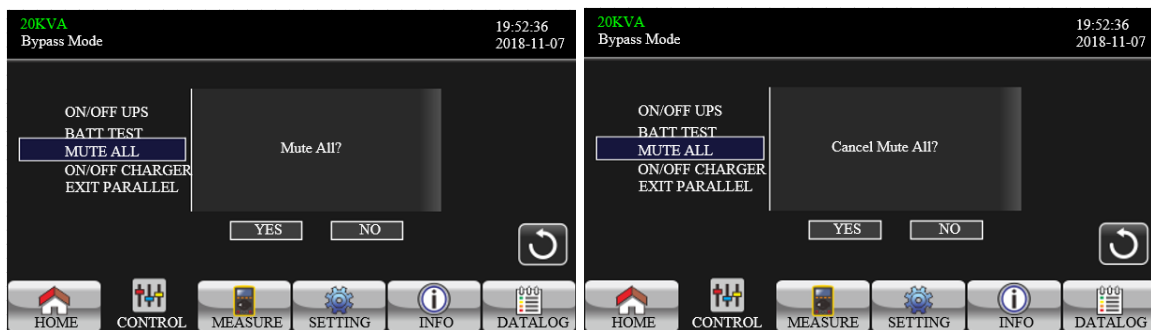 20KVA
Bypass Mode
19:52:36
2018-11-07
ON/OFF UPS
BATT TEST
MUTE ALL
ON/OFF CHARGER
EXIT PARALLEL
Mute All?
YES NO
HOME CONTROL MEASURE SETTING INFO DATALOG
20KVA
Bypass Mode
19:52:36
2018-11-07
ON/OFF UPS
BATT TEST
MUTE ALL
ON/OFF CHARGER
EXIT PARALLEL
Cancel Mute All?
YES NO
HOME CONTROL MEASURE SETTING INFO DATALOG